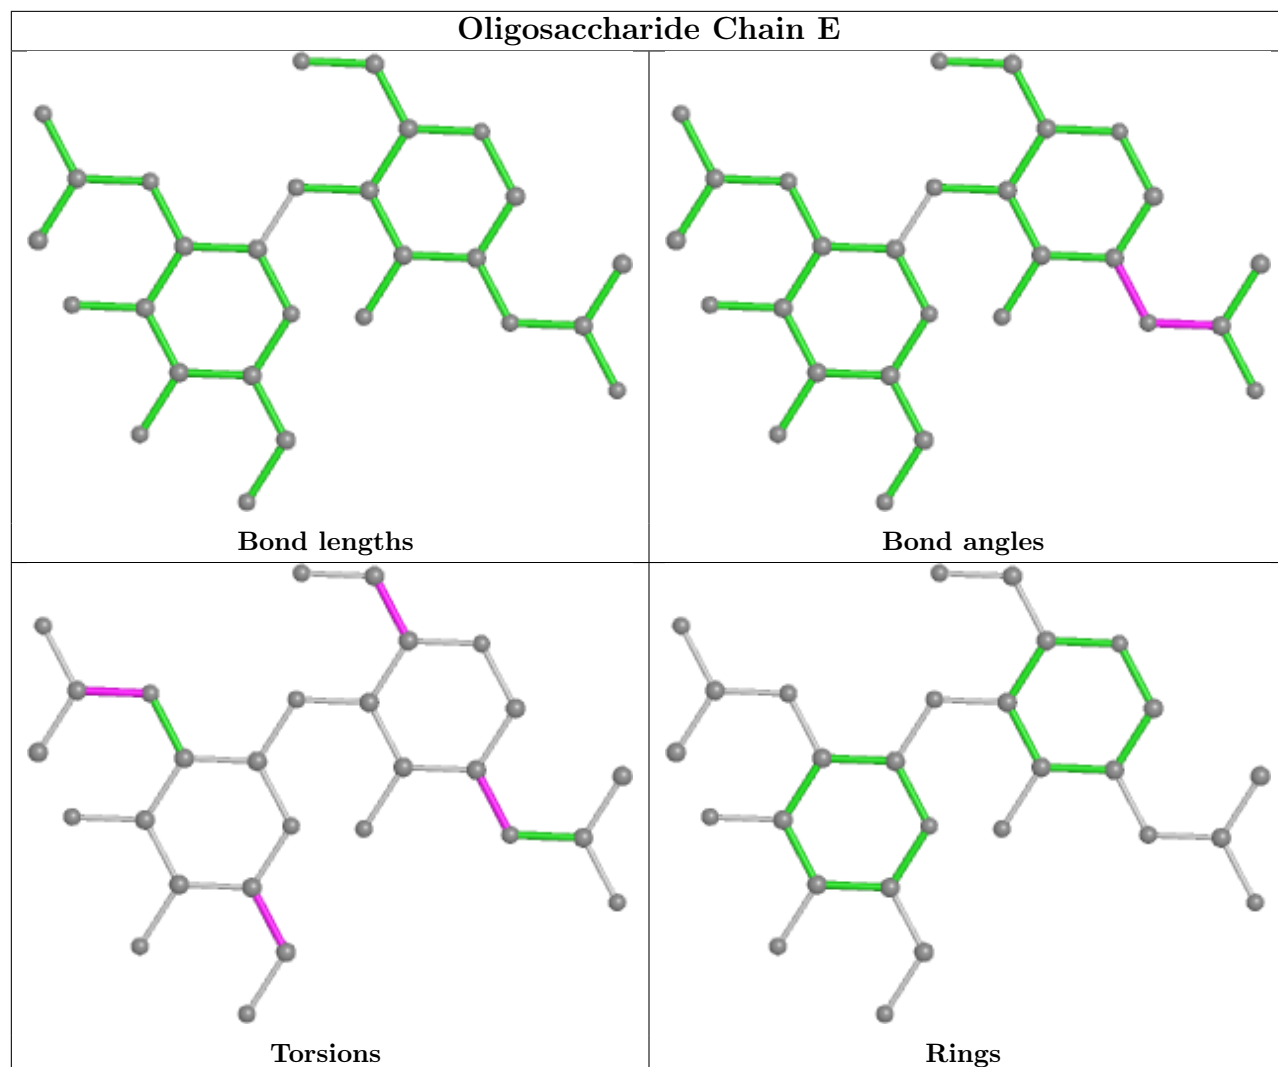 Oligosaccharide Chain E
Bond lengths
Bond angles
Torsions
Rings